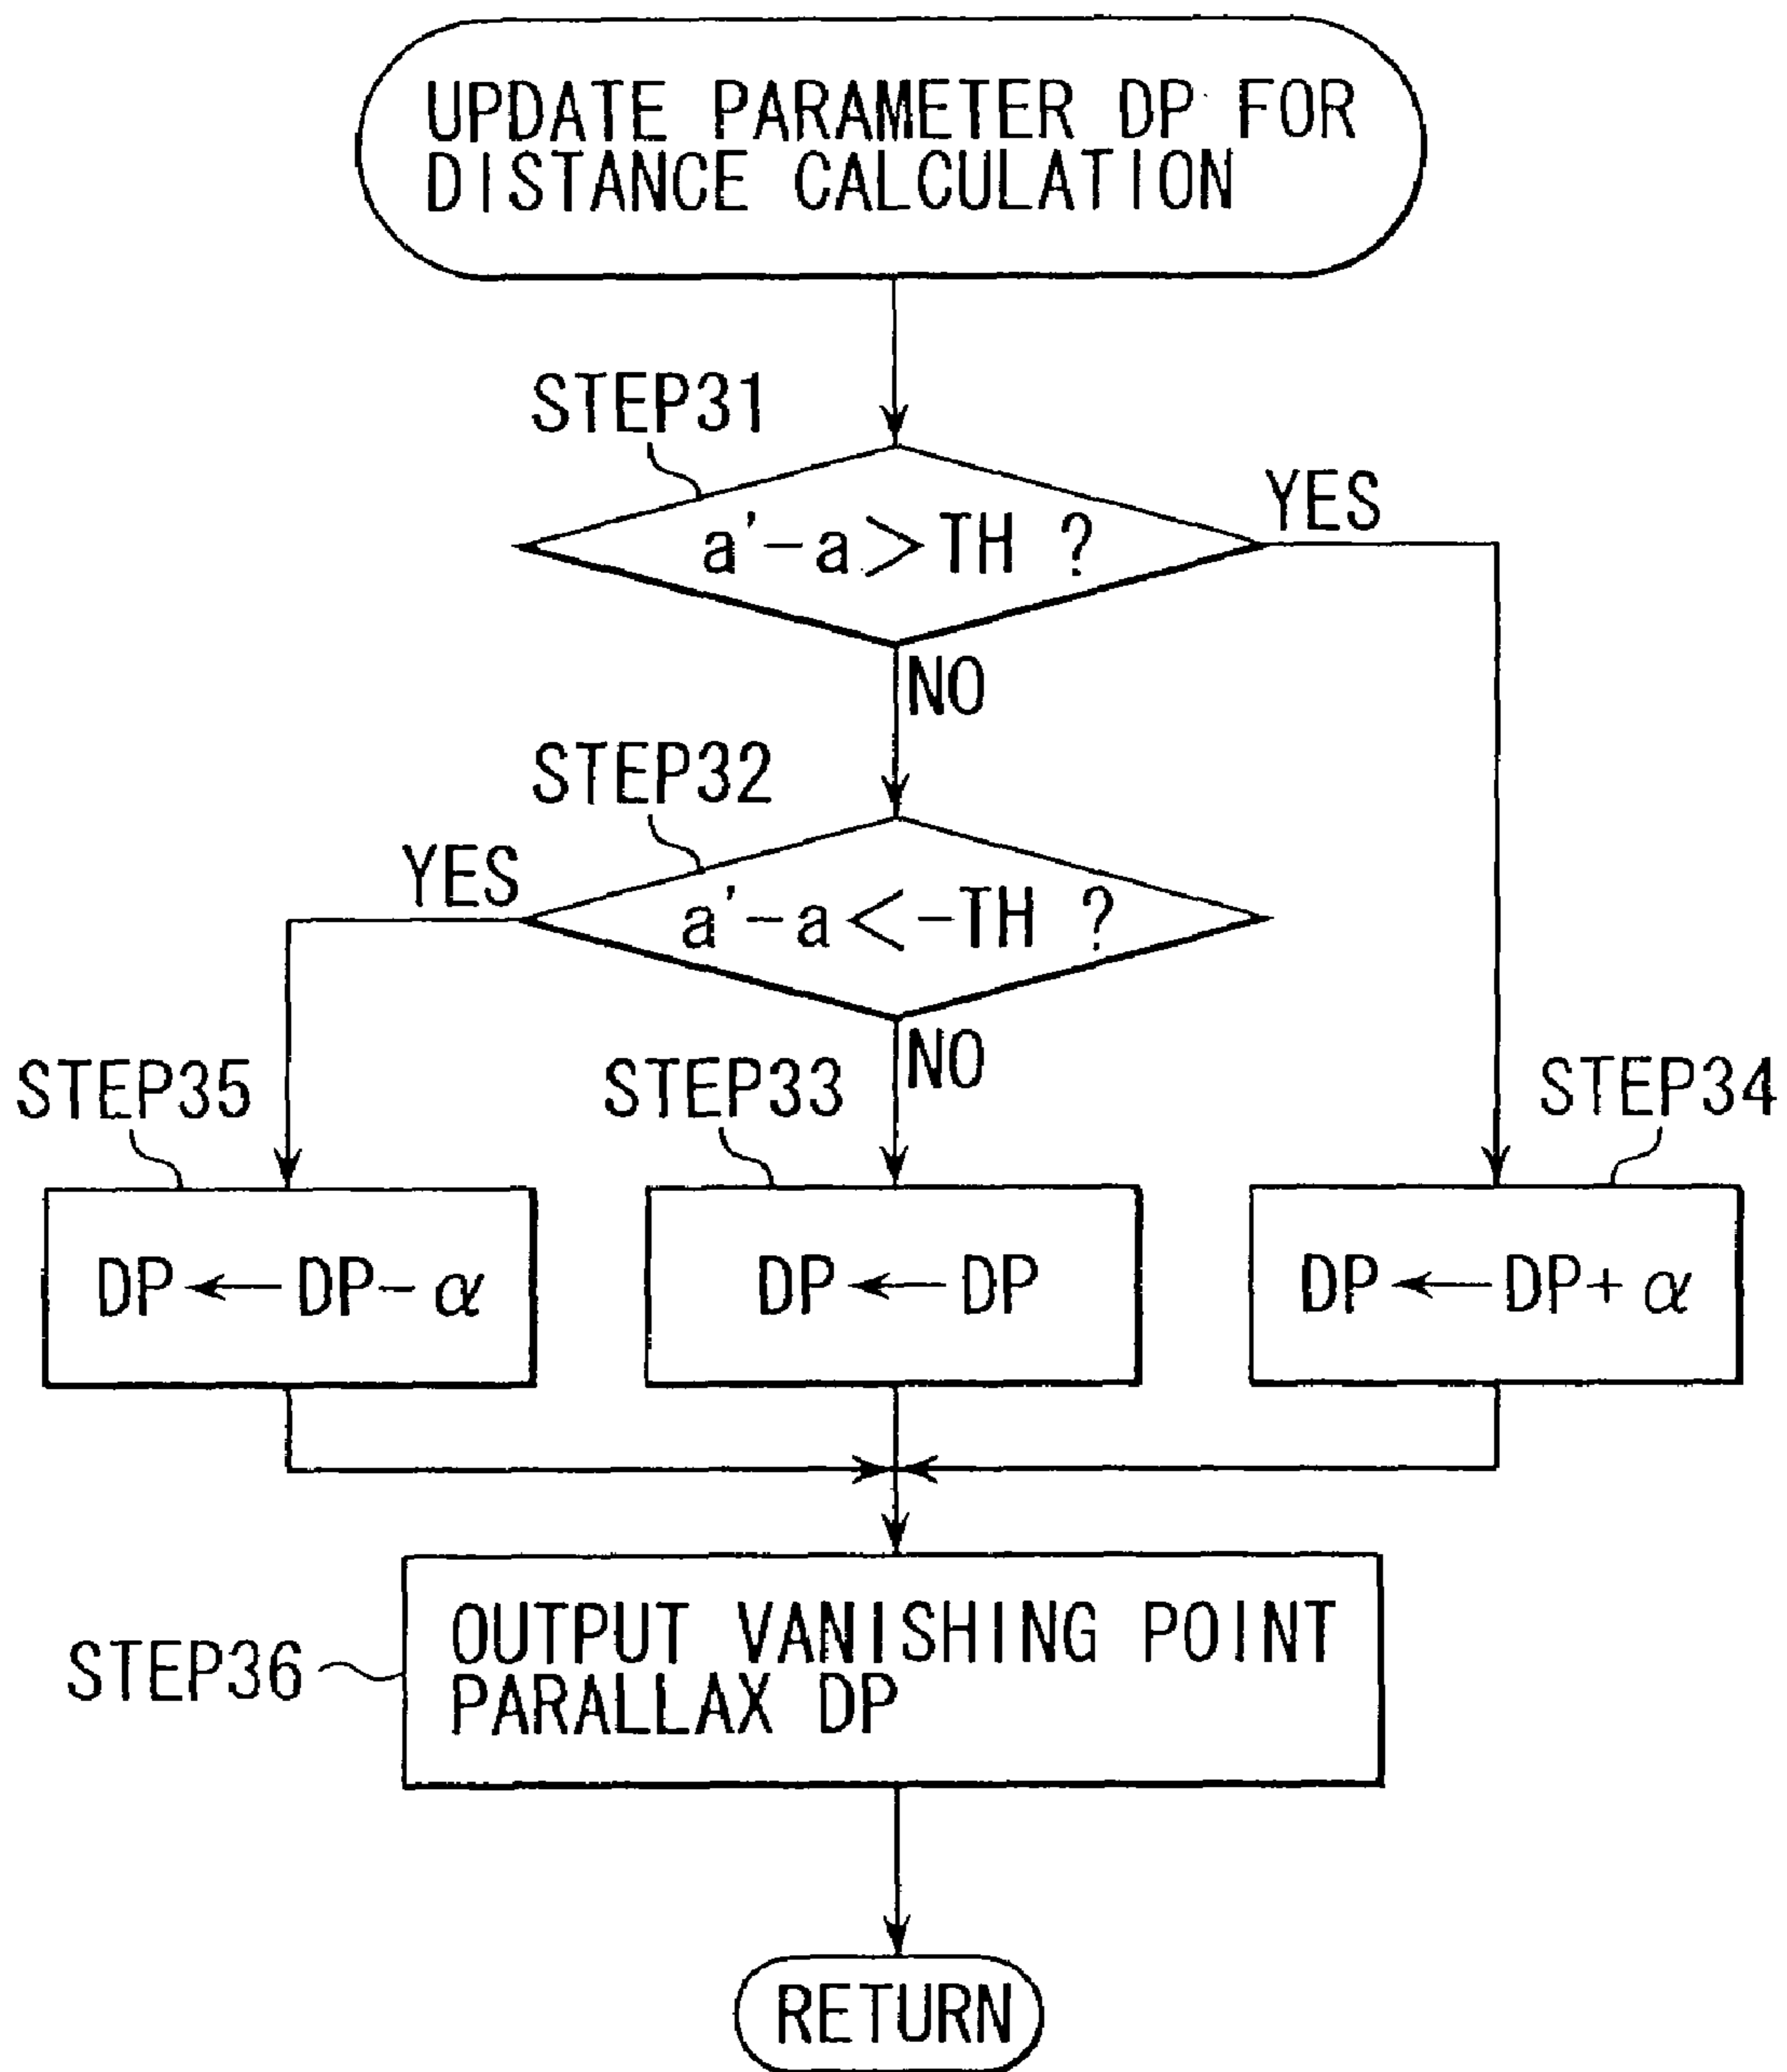 UPDATE PARAMETER DP FOR
DISTANCE CALCULATION
STEP31
a'-a>TH ?
YES
NO
STEP32
a'-a<-TH ?
YES
NO
STEP35
STEP33
STEP34
DP←DP-α
DP←DP
DP←DP+α
STEP36
OUTPUT VANISHING POINT
PARALLAX DP
RETURN